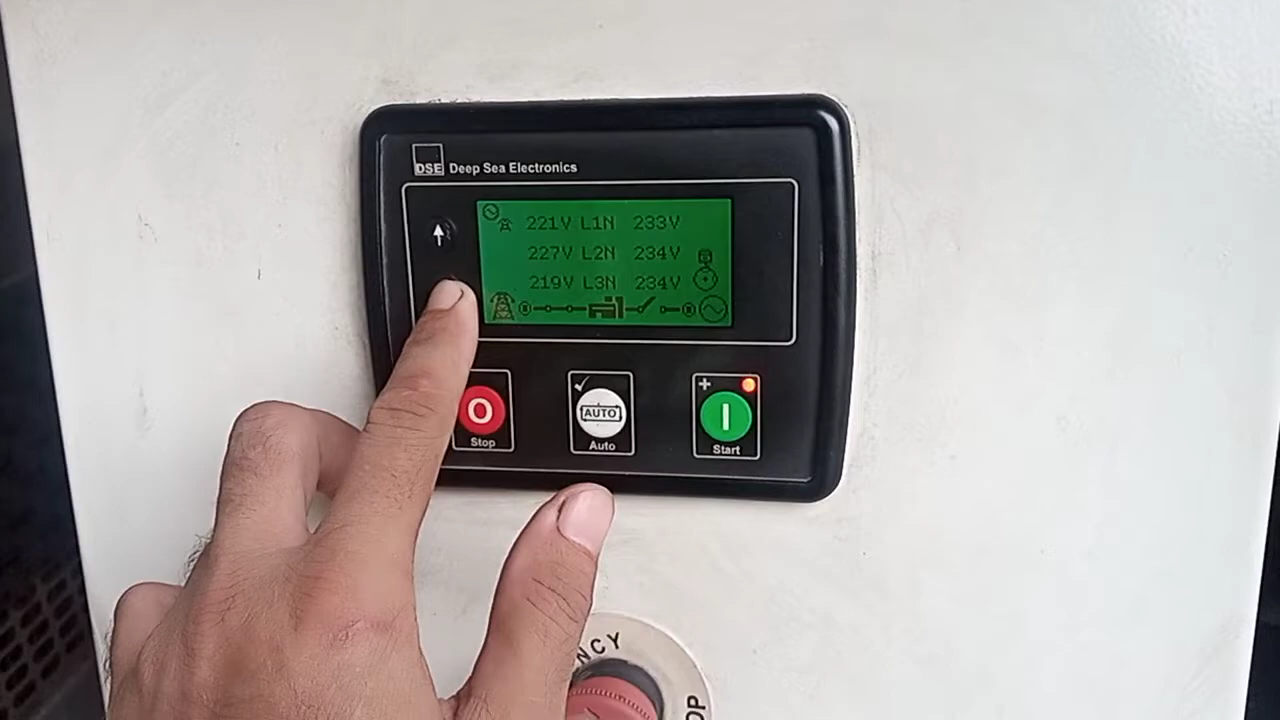 DSE Deep Sea Electronics
221V L1N 233V
227V L2N 234V
219V L3N 234V
O
AUTO
I
Stop
Auto
Start
NCY
OP